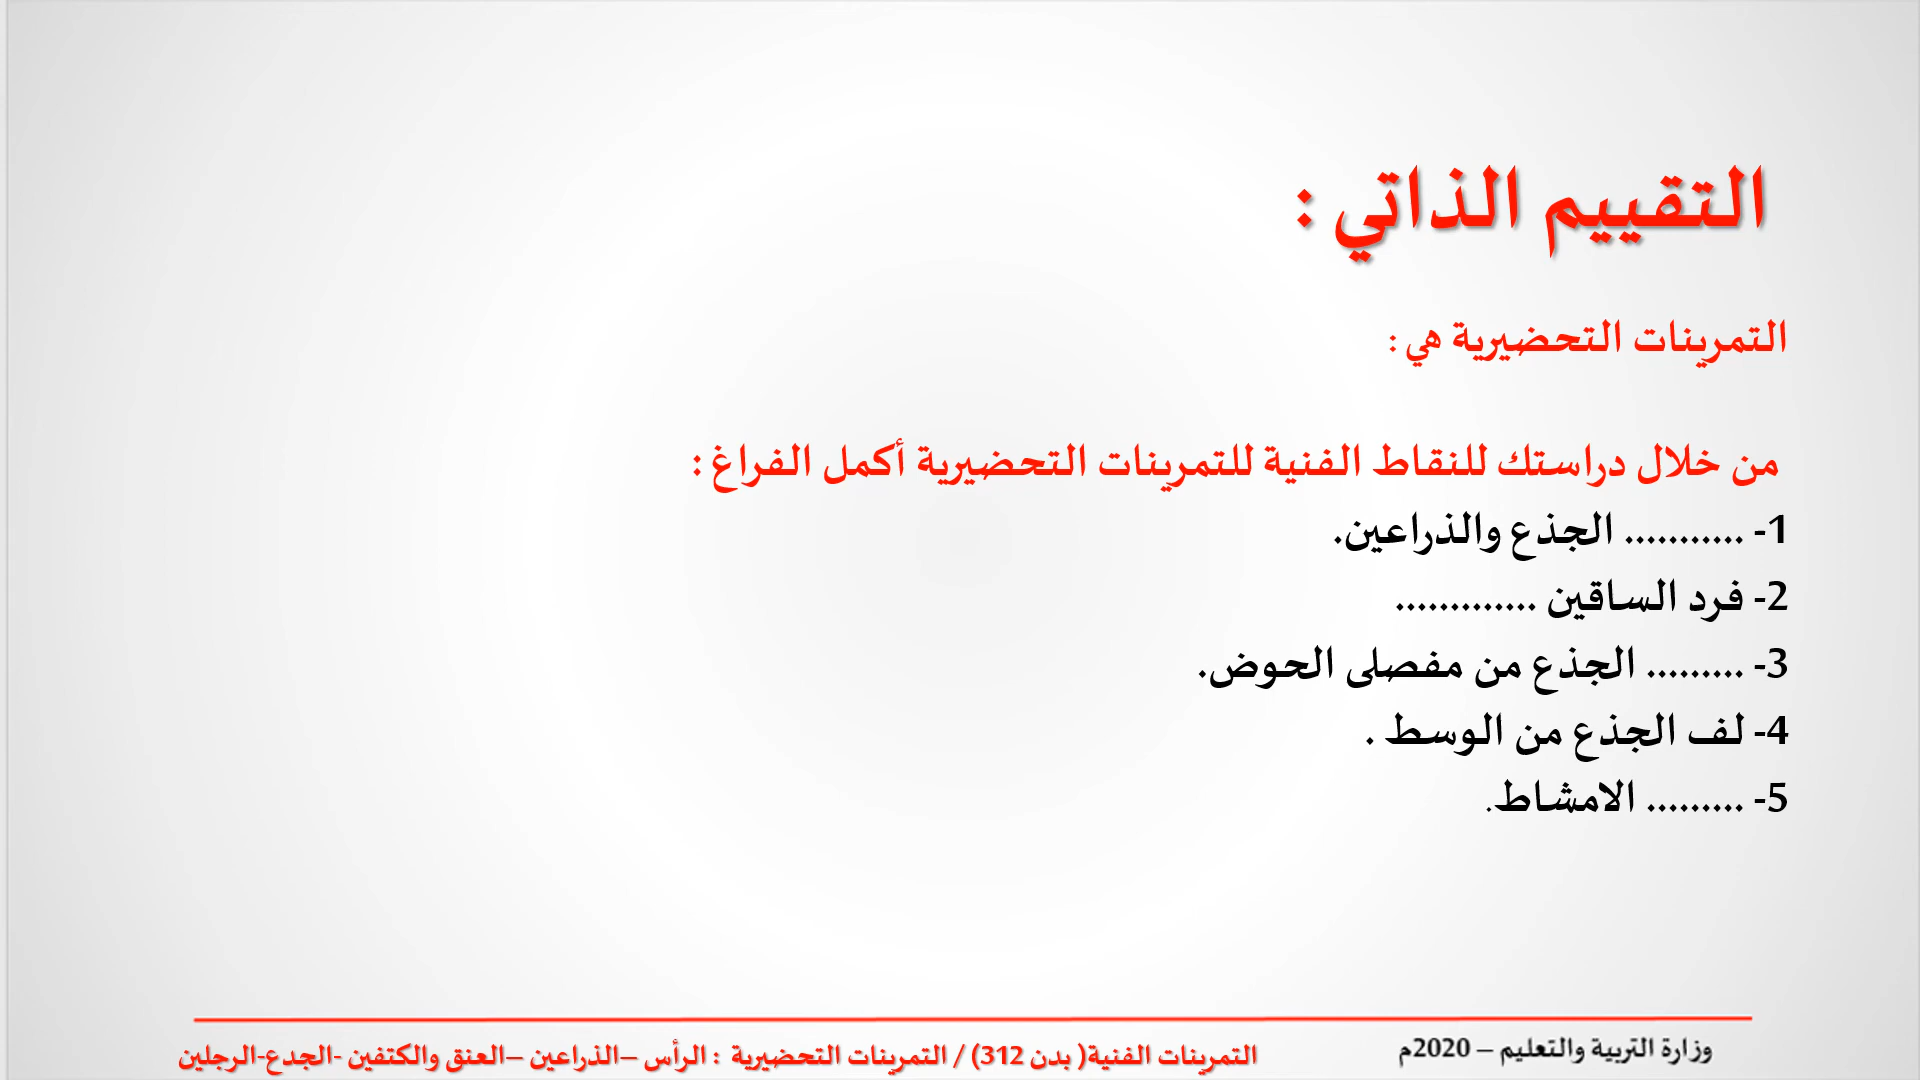 التقييم الذاتي :
التمرينات التحضيرية هي :
من خلال دراستك للنقاط الفنية للتمرينات التحضيرية أكمل الفراغ :
1- ........... الجذع والذراعين.
2- فرد الساقين .............
3- ......... الجذع من مفصلى الحوض.
4- لف الجذع من الوسط .
5- ......... الامشاط.
وزارة التربية والتعليم – 2020م
التمرينات الفنية( بدن 312) / التمرينات التحضيرية : الرأس –الذراعين –العنق والكتفين -الجدع-الرجلين